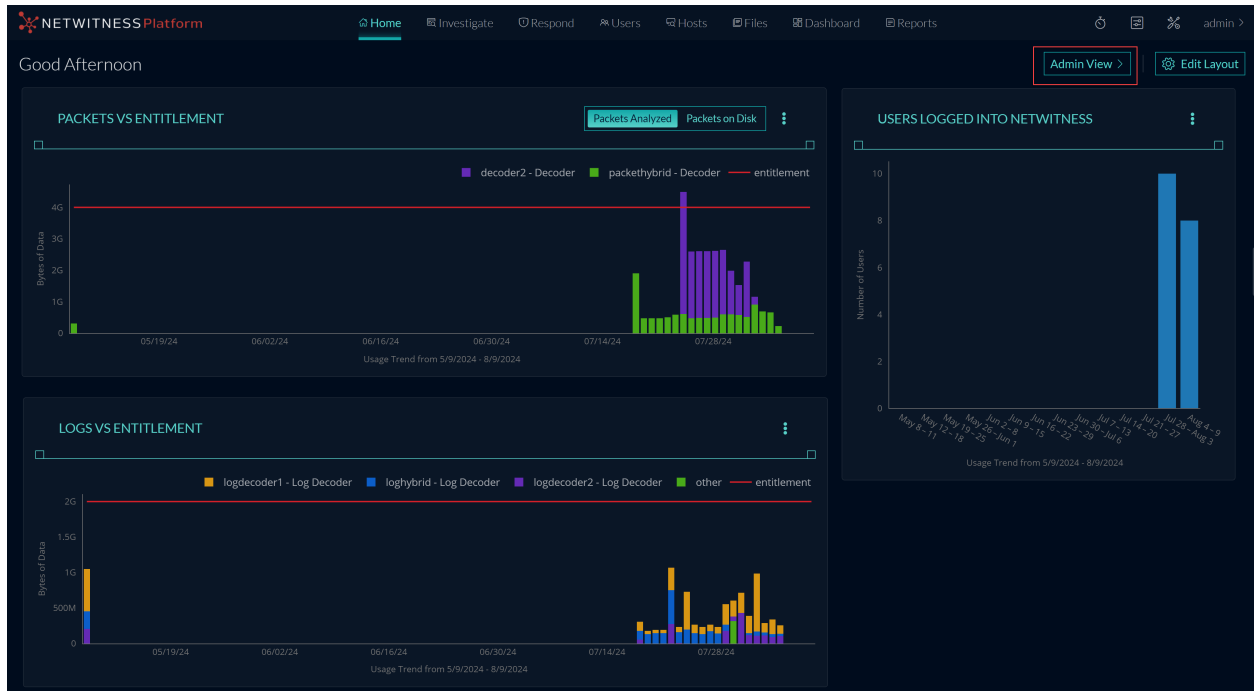 NETWITNESS Platform
Home Investigate Respond Users Hosts Files Dashboard Reports admin >
Good Afternoon
Admin View >
Edit Layout
PACKETS VS ENTITLEMENT
Packets Analyzed Packets on Disk
decoder2 - Decoder packethybrid - Decoder entitlement
4G
3G
2G
1G
0
Bytes of Data
05/19/24 06/02/24 06/16/24 06/30/24 07/14/24 07/28/24
Usage Trend from 5/9/2024 - 8/9/2024
USERS LOGGED INTO NETWITNESS
10
8
6
4
2
0
Number of Users
May 8 - 11
May 12 - 18
May 19 - 25
May 26 - Jun 1
Jun 2 - 8
Jun 9 - 15
Jun 16 - 22
Jun 23 - 29
Jun 30 - Jul 6
Jul 7 - 13
Jul 14 - 20
Jul 21 - 27
Jul 28 - Aug 3
Aug 4 - 9
Usage Trend from 5/9/2024 - 8/9/2024
LOGS VS ENTITLEMENT
logdecoder1 - Log Decoder loghybrid - Log Decoder logdecoder2 - Log Decoder other entitlement
2G
1.5G
1G
500M
0
Bytes of Data
05/19/24 06/02/24 06/16/24 06/30/24 07/14/24 07/28/24
Usage Trend from 5/9/2024 - 8/9/2024